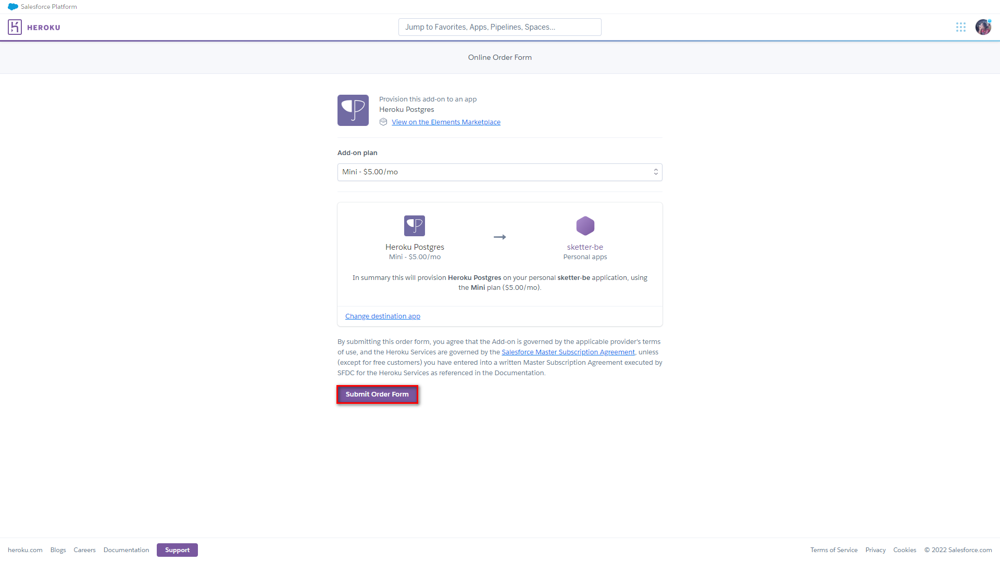 Salesforce Platform
HEROKU
Jump to Favorites, Apps, Pipelines, Spaces...
Online Order Form
Provision this add-on to an app
Heroku Postgres
View on the Elements Marketplace
Add-on plan
Mini - $5.00/mo
Heroku Postgres
Mini - $5.00/mo
sketter-be
Personal apps
In summary this will provision Heroku Postgres on your personal sketter-be application, using
the Mini plan ($5.00/mo).
Change destination app
By submitting this order form, you agree that the Add-on is governed by the applicable provider's terms
of use, and the Heroku Services are governed by the Salesforce Master Subscription Agreement, unless
(except for free customers) you have entered into a written Master Subscription Agreement executed by
SFDC for the Heroku Services as referenced in the Documentation.
Submit Order Form
heroku.com Blogs Careers Documentation Support Terms of Service Privacy Cookies © 2022 Salesforce.com